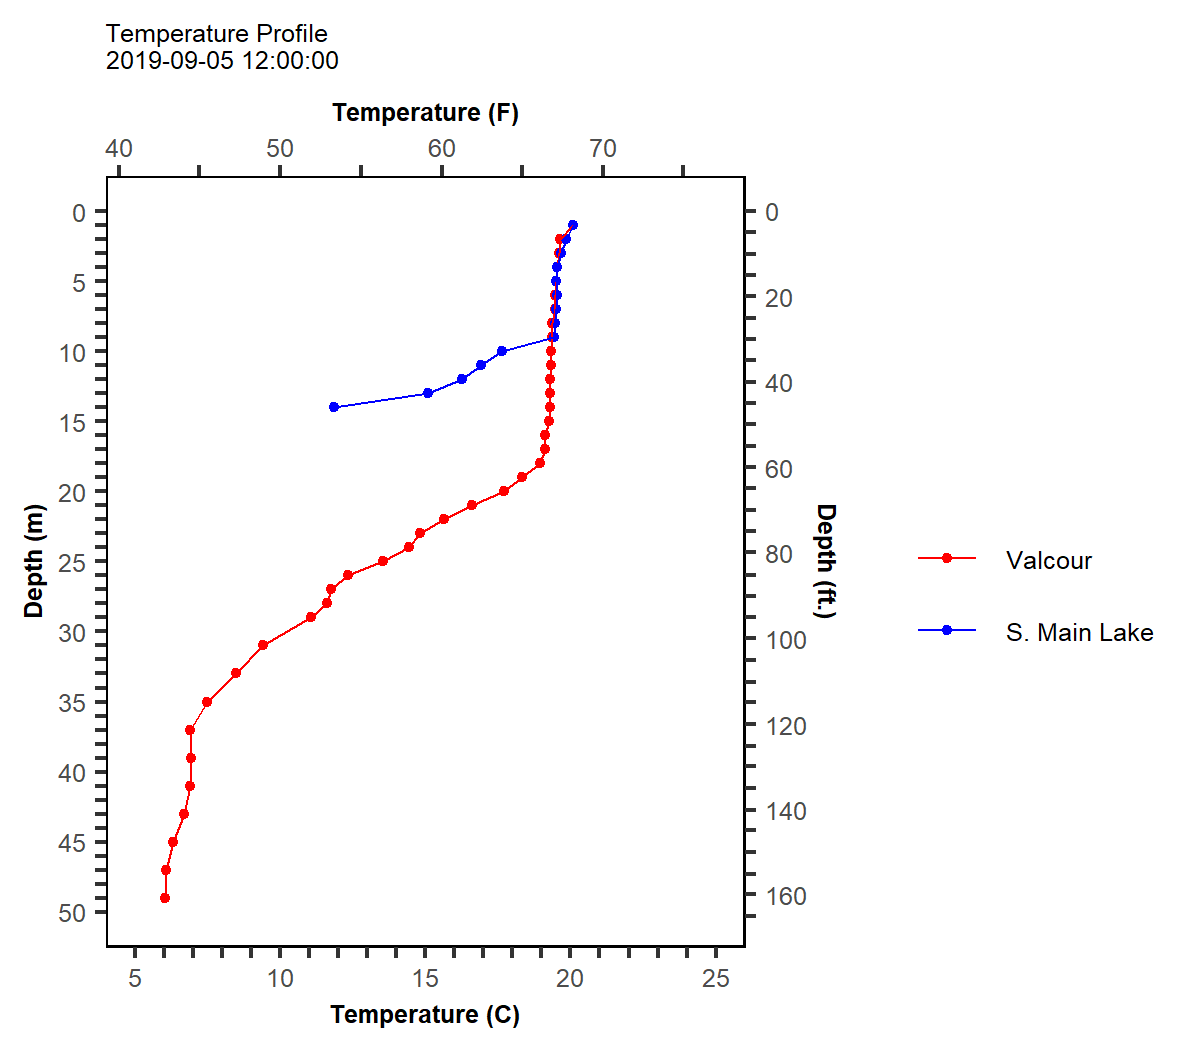 Temperature Profile
2019-09-05 12:00:00
Temperature (F)
40 50 60 70
0
5
10
15
20
25
30
35
40
45
50
Depth (m)
0
20
40
60
80
100
120
140
160
Depth (ft.)
Valcour
S. Main Lake
5 10 15 20 25
Temperature (C)